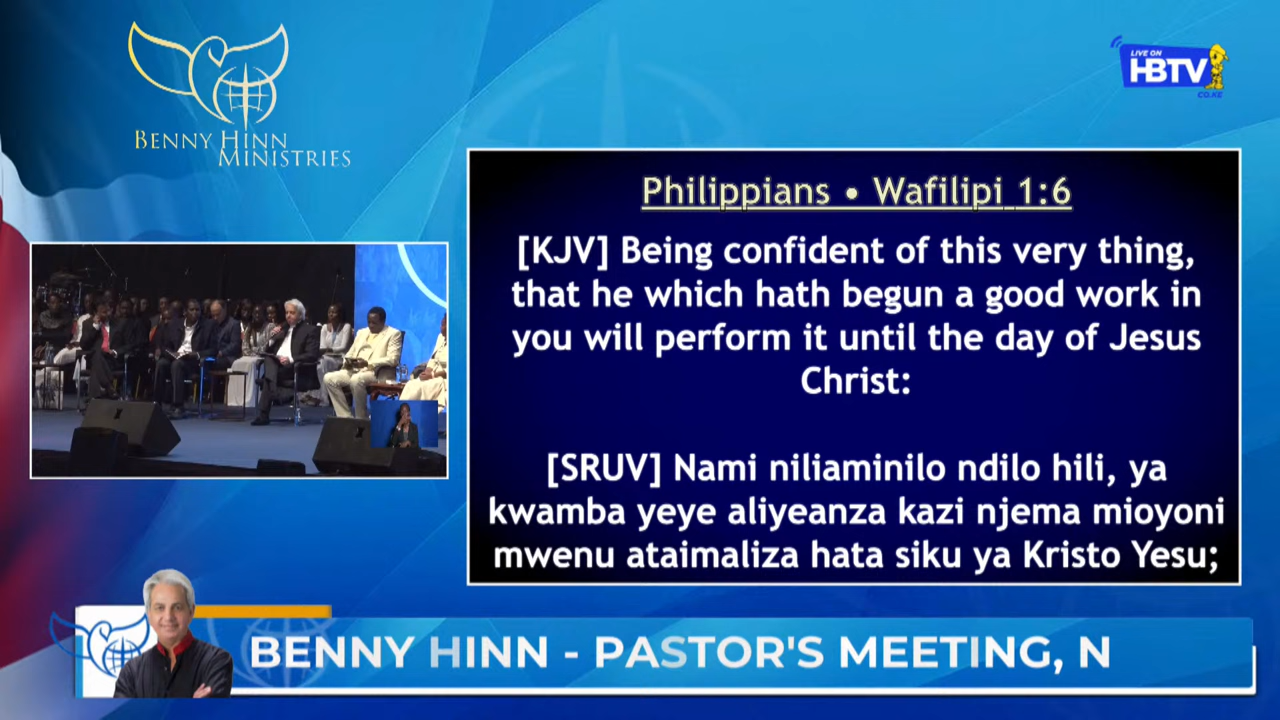 BENNY HINN
MINISTRIES
LIVE ON
HBTV
CO.KE
Philippians • Wafilipi 1:6
[KJV] Being confident of this very thing,
that he which hath begun a good work in
you will perform it until the day of Jesus
Christ:
[SRUV] Nami niliaminilo ndilo hili, ya
kwamba yeye aliyeanza kazi njema mioyoni
mwenu ataimaliza hata siku ya Kristo Yesu;
BENNY HINN - PASTOR'S MEETING, N